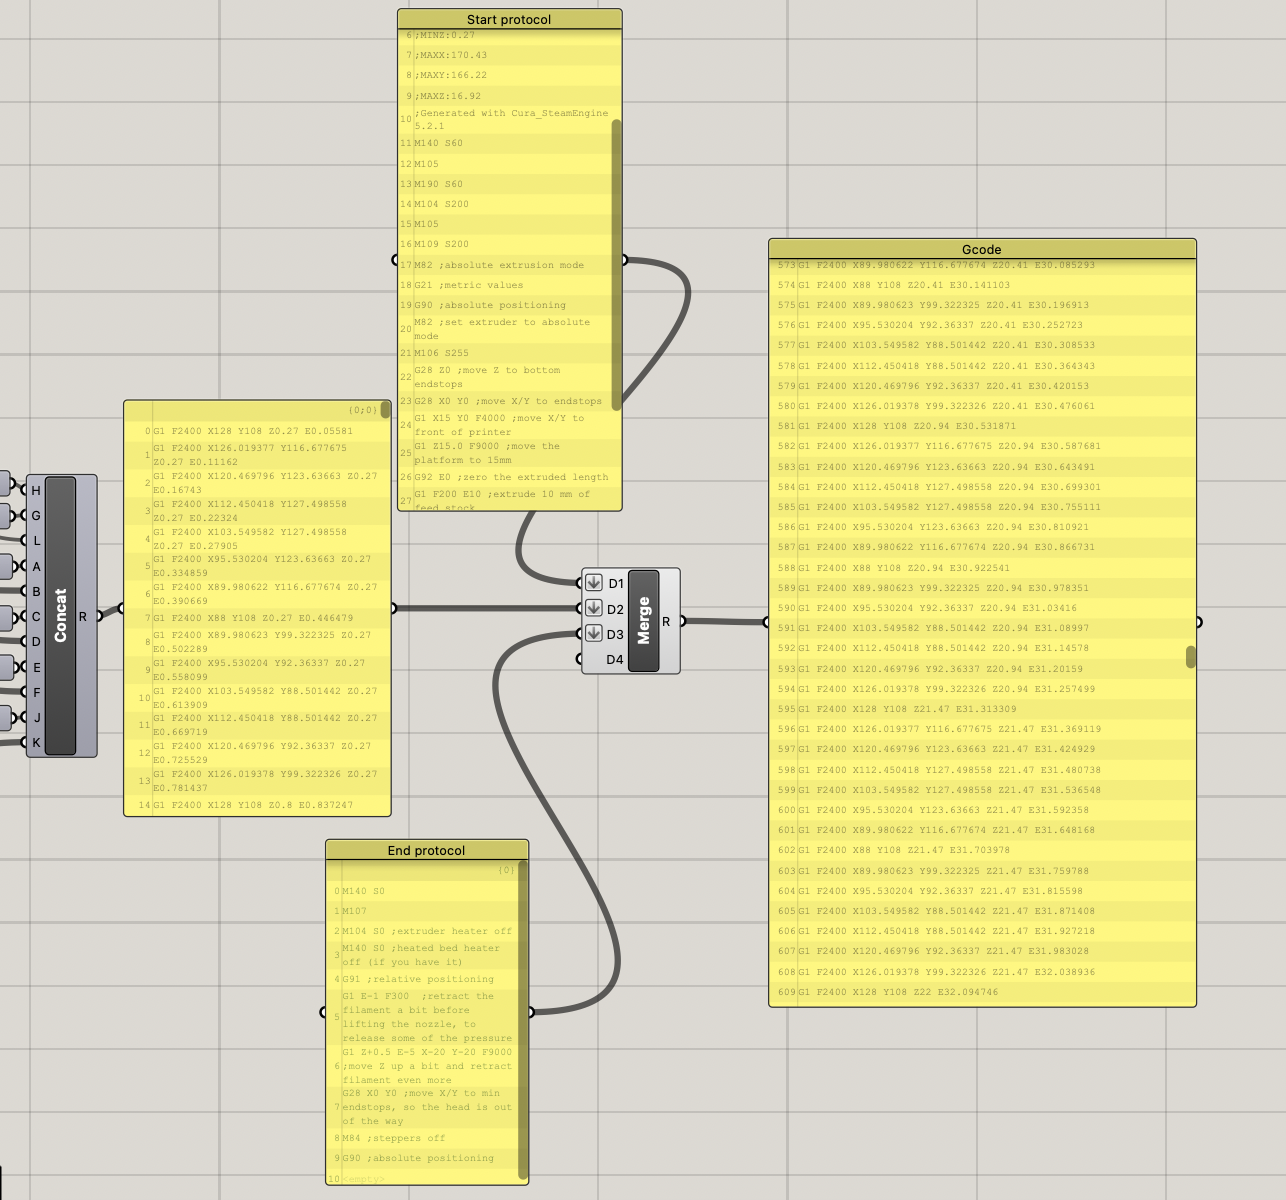 Start protocol
6 ;MINZ:0.27
7 ;MAXX:170.43
8 ;MAXY:166.22
9 ;MAXZ:16.92
10 ;Generated with Cura_SteamEngine
5.2.1
11 M140 S60
12 M105
13 M190 S60
14 M104 S200
15 M105
16 M109 S200
17 M82 ;absolute extrusion mode
18 G21 ;metric values
19 G90 ;absolute positioning
20 M82 ;set extruder to absolute
mode
21 M106 S255
22 G28 Z0 ;move Z to bottom
endstops
23 G28 X0 Y0 ;move X/Y to endstops
24 G1 X15 Y0 F4000 ;move X/Y to
front of printer
25 G1 Z15.0 F9000 ;move the
platform to 15mm
26 G92 E0 ;zero the extruded length
27 G1 F200 E10 ;extrude 10 mm of
feed stock
H
G
L
A
B
C
D
E
F
J
K
Concat
R
{0;0}
0 G1 F2400 X128 Y108 Z0.27 E0.05581
1 G1 F2400 X126.019377 Y116.677675
Z0.27 E0.11162
2 G1 F2400 X120.469796 Y123.63663 Z0.27
E0.16743
3 G1 F2400 X112.450418 Y127.498558
Z0.27 E0.22324
4 G1 F2400 X103.549582 Y127.498558
Z0.27 E0.27905
5 G1 F2400 X95.530204 Y123.63663 Z0.27
E0.334859
6 G1 F2400 X89.980622 Y116.677674 Z0.27
E0.390669
7 G1 F2400 X88 Y108 Z0.27 E0.446479
8 G1 F2400 X89.980623 Y99.322325 Z0.27
E0.502289
9 G1 F2400 X95.530204 Y92.36337 Z0.27
E0.558099
10 G1 F2400 X103.549582 Y88.501442 Z0.27
E0.613909
11 G1 F2400 X112.450418 Y88.501442 Z0.27
E0.669719
12 G1 F2400 X120.469796 Y92.36337 Z0.27
E0.725529
13 G1 F2400 X126.019378 Y99.322326 Z0.27
E0.781437
14 G1 F2400 X128 Y108 Z0.8 E0.837247
D1
D2
D3
D4
Merge
R
End protocol
{0}
0 M140 S0
1 M107
2 M104 S0 ;extruder heater off
3 M140 S0 ;heated bed heater
off (if you have it)
4 G91 ;relative positioning
5 G1 E-1 F300 ;retract the
filament a bit before
lifting the nozzle, to
release some of the pressure
6 G1 Z+0.5 E-5 X-20 Y-20 F9000
;move Z up a bit and retract
filament even more
7 G28 X0 Y0 ;move X/Y to min
endstops, so the head is out
of the way
8 M84 ;steppers off
9 G90 ;absolute positioning
10 <empty>
Gcode
573 G1 F2400 X89.980622 Y116.677674 Z20.41 E30.085293
574 G1 F2400 X88 Y108 Z20.41 E30.141103
575 G1 F2400 X89.980623 Y99.322325 Z20.41 E30.196913
576 G1 F2400 X95.530204 Y92.36337 Z20.41 E30.252723
577 G1 F2400 X103.549582 Y88.501442 Z20.41 E30.308533
578 G1 F2400 X112.450418 Y88.501442 Z20.41 E30.364343
579 G1 F2400 X120.469796 Y92.36337 Z20.41 E30.420153
580 G1 F2400 X126.019378 Y99.322326 Z20.41 E30.476061
581 G1 F2400 X128 Y108 Z20.94 E30.531871
582 G1 F2400 X126.019377 Y116.677675 Z20.94 E30.587681
583 G1 F2400 X120.469796 Y123.63663 Z20.94 E30.643491
584 G1 F2400 X112.450418 Y127.498558 Z20.94 E30.699301
585 G1 F2400 X103.549582 Y127.498558 Z20.94 E30.755111
586 G1 F2400 X95.530204 Y123.63663 Z20.94 E30.810921
587 G1 F2400 X89.980622 Y116.677674 Z20.94 E30.866731
588 G1 F2400 X88 Y108 Z20.94 E30.922541
589 G1 F2400 X89.980623 Y99.322325 Z20.94 E30.978351
590 G1 F2400 X95.530204 Y92.36337 Z20.94 E31.03416
591 G1 F2400 X103.549582 Y88.501442 Z20.94 E31.08997
592 G1 F2400 X112.450418 Y88.501442 Z20.94 E31.14578
593 G1 F2400 X120.469796 Y92.36337 Z20.94 E31.20159
594 G1 F2400 X126.019378 Y99.322326 Z20.94 E31.257499
595 G1 F2400 X128 Y108 Z21.47 E31.313309
596 G1 F2400 X126.019377 Y116.677675 Z21.47 E31.369119
597 G1 F2400 X120.469796 Y123.63663 Z21.47 E31.424929
598 G1 F2400 X112.450418 Y127.498558 Z21.47 E31.480738
599 G1 F2400 X103.549582 Y127.498558 Z21.47 E31.536548
600 G1 F2400 X95.530204 Y123.63663 Z21.47 E31.592358
601 G1 F2400 X89.980622 Y116.677674 Z21.47 E31.648168
602 G1 F2400 X88 Y108 Z21.47 E31.703978
603 G1 F2400 X89.980623 Y99.322325 Z21.47 E31.759788
604 G1 F2400 X95.530204 Y92.36337 Z21.47 E31.815598
605 G1 F2400 X103.549582 Y88.501442 Z21.47 E31.871408
606 G1 F2400 X112.450418 Y88.501442 Z21.47 E31.927218
607 G1 F2400 X120.469796 Y92.36337 Z21.47 E31.983028
608 G1 F2400 X126.019378 Y99.322326 Z21.47 E32.038936
609 G1 F2400 X128 Y108 Z22 E32.094746